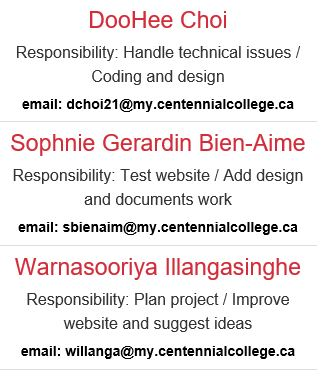 DooHee Choi
Responsibility: Handle technical issues /
Coding and design
email: dchoi21@my.centennialcollege.ca
Sophnie Gerardin Bien-Aime
Responsibility: Test website / Add design
and documents work
email: sbienaim@my.centennialcollege.ca
Warnasooriya Illangasinghe
Responsibility: Plan project / Improve
website and suggest ideas
email: willanga@my.centennialcollege.ca